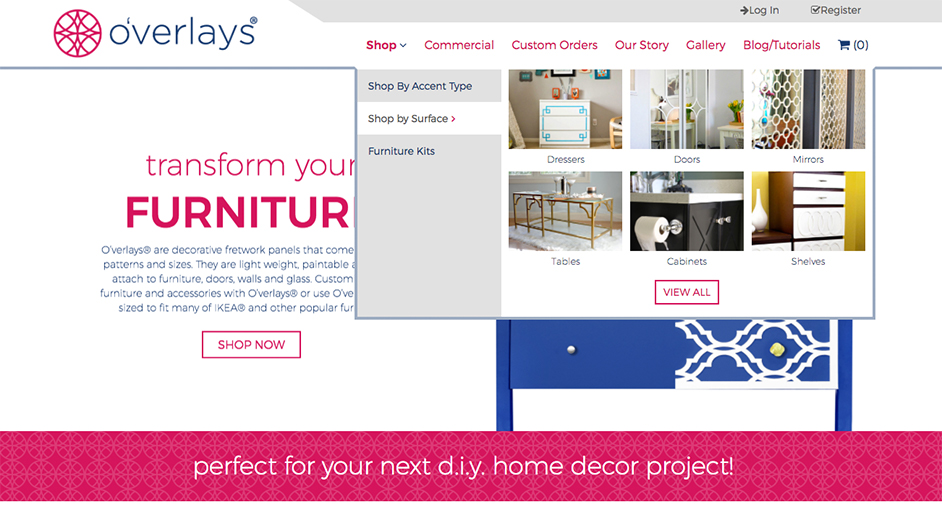 Log In
Register
o'verlays®
Shop
Commercial
Custom Orders
Our Story
Gallery
Blog/Tutorials
(0)
Shop By Accent Type
Shop by Surface
Furniture Kits
Dressers
Doors
Mirrors
Tables
Cabinets
Shelves
VIEW ALL
transform your
FURNITUR
O'verlays® are decorative fretwork panels that come
patterns and sizes. They are light weight, paintable
attach to furniture, doors, walls and glass. Custom
furniture and accessories with O'verlays® or use O've
sized to fit many of IKEA® and other popular fur
SHOP NOW
perfect for your next d.i.y. home decor project!